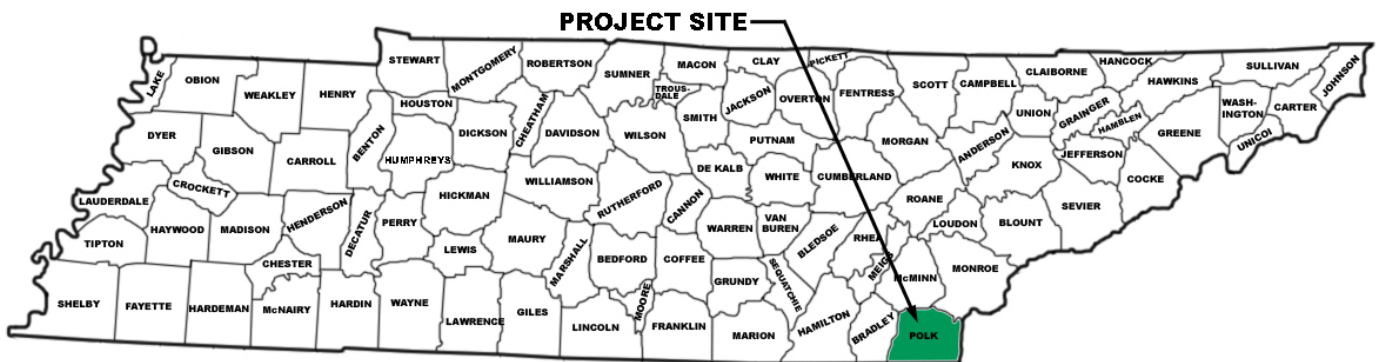 PROJECT SITE
LAKE
OBION
WEAKLEY
HENRY
STEWART
MONTGOMERY
ROBERTSON
SUMNER
MACON
TROUS-
DALE
CLAY
PICKETT
JACKSON
OVERTON
FENTRESS
SCOTT
CAMPBELL
CLAIBORNE
HANCOCK
HAWKINS
SULLIVAN
JOHNSON
HOUSTON
DICKSON
CHEATHAM
DAVIDSON
WILSON
SMITH
PUTNAM
MORGAN
ANDERSON
UNION
GRAINGER
HAMBLEN
GREENE
WASH-
INGTON
CARTER
UNICOI
DYER
GIBSON
CARROLL
BENTON
HUMPHREYS
HICKMAN
WILLIAMSON
RUTHERFORD
CANNON
DE KALB
WHITE
CUMBERLAND
ROANE
KNOX
JEFFERSON
COCKE
SEVIER
LAUDERDALE
CROCKETT
HAYWOOD
MADISON
HENDERSON
DECATUR
PERRY
LEWIS
MAURY
MARSHALL
BEDFORD
COFFEE
WARREN
VAN
BUREN
BLEDSOE
RHEA
MEIGS
McMINN
LOUDON
BLOUNT
MONROE
TIPTON
CHESTER
SHELBY
FAYETTE
HARDEMAN
McNAIRY
HARDIN
WAYNE
LAWRENCE
GILES
LINCOLN
MOORE
FRANKLIN
GRUNDY
SEQUATCHIE
MARION
HAMILTON
BRADLEY
POLK